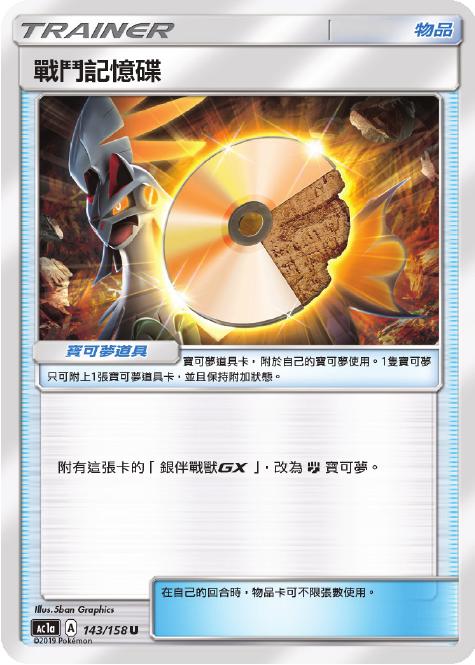 TRAINER
物品
戰鬥記憶碟
寶可夢道具
寶可夢道具卡，附於自己的寶可夢使用。1隻寶可夢
只可附上1張寶可夢道具卡，並且保持附加狀態。
附有這張卡的「 銀伴戰獸GX 」，改為 寶可夢。
在自己的回合時，物品卡可不限張數使用。
Illus.5ban Graphics
AC1a A 143/158 U
©2019 Pokémon